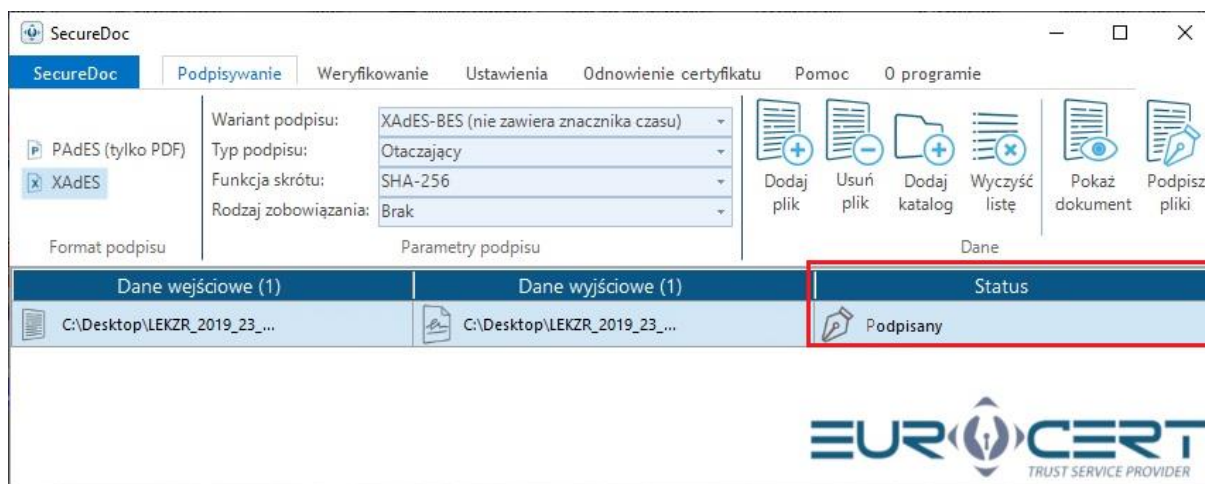 SecureDoc
SecureDoc Podpisywanie Weryfikowanie Ustawienia Odnowienie certyfikatu Pomoc O programie
PAdES (tylko PDF)
XAdES
Format podpisu
Wariant podpisu: XAdES-BES (nie zawiera znacznika czasu)
Typ podpisu: Otaczający
Funkcja skrótu: SHA-256
Rodzaj zobowiązania: Brak
Parametry podpisu
Dodaj plik
Usuń plik
Dodaj katalog
Wyczyść listę
Pokaż dokument
Podpisz pliki
Dane
Dane wejściowe (1) Dane wyjściowe (1) Status
C:\Desktop\LEKZR_2019_23_... C:\Desktop\LEKZR_2019_23_... Podpisany
EUROCERT
TRUST SERVICE PROVIDER